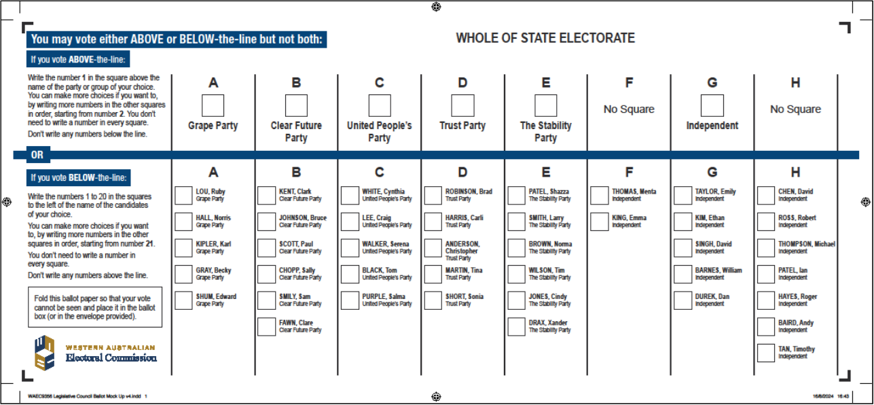 You may vote either ABOVE or BELOW-the-line but not both:
WHOLE OF STATE ELECTORATE
If you vote ABOVE-the-line:
Write the number 1 in the square above the
name of the party or group of your choice.
You can make more choices if you want to,
by writing more numbers in the other squares
in order, starting from number 2. You don't
need to write a number in every square.
Don't write any numbers below the line.
A
Grape Party
B
Clear Future
Party
C
United People's
Party
D
Trust Party
E
The Stability
Party
F
No Square
G
Independent
H
No Square
OR
If you vote BELOW-the-line:
Write the numbers 1 to 20 in the squares
to the left of the name of the candidates
of your choice.
You can make more choices if you want
to, by writing more numbers in the other
squares in order, starting from number 21.
You don't need to write a number in
every square.
Don't write any numbers above the line.
Fold this ballot paper so that your vote
cannot be seen and place it in the ballot
box (or in the envelope provided).
WESTERN AUSTRALIAN
Electoral Commission
A
LOU, Ruby
Grape Party
HALL, Norris
Grape Party
KIPLER, Karl
Grape Party
GRAY, Becky
Grape Party
SHUM, Edward
Grape Party
B
KENT, Clark
Clear Future Party
JOHNSON, Bruce
Clear Future Party
SCOTT, Paul
Clear Future Party
CHOPP, Sally
Clear Future Party
SMILY, Sam
Clear Future Party
FAWN, Clare
Clear Future Party
C
WHITE, Cynthia
United People's Party
LEE, Craig
United People's Party
WALKER, Serena
United People's Party
BLACK, Tom
United People's Party
PURPLE, Salma
United People's Party
D
ROBINSON, Brad
Trust Party
HARRIS, Carli
Trust Party
ANDERSON,
Christopher
Trust Party
MARTIN, Tina
Trust Party
SHORT, Sonia
Trust Party
E
PATEL, Shazza
The Stability Party
SMITH, Larry
The Stability Party
BROWN, Norma
The Stability Party
WILSON, Tim
The Stability Party
JONES, Cindy
The Stability Party
DRAX, Xander
The Stability Party
F
THOMAS, Menta
Independent
KING, Emma
Independent
G
TAYLOR, Emily
Independent
KIM, Ethan
Independent
SINGH, David
Independent
BARNES, William
Independent
DUREK, Dan
Independent
H
CHEN, David
Independent
ROSS, Robert
Independent
THOMPSON, Michael
Independent
PATEL, Ian
Independent
HAYES, Roger
Independent
BAIRD, Andy
Independent
TAN, Timothy
Independent
Legislative Council Ballot Mock Up v4.indd 1